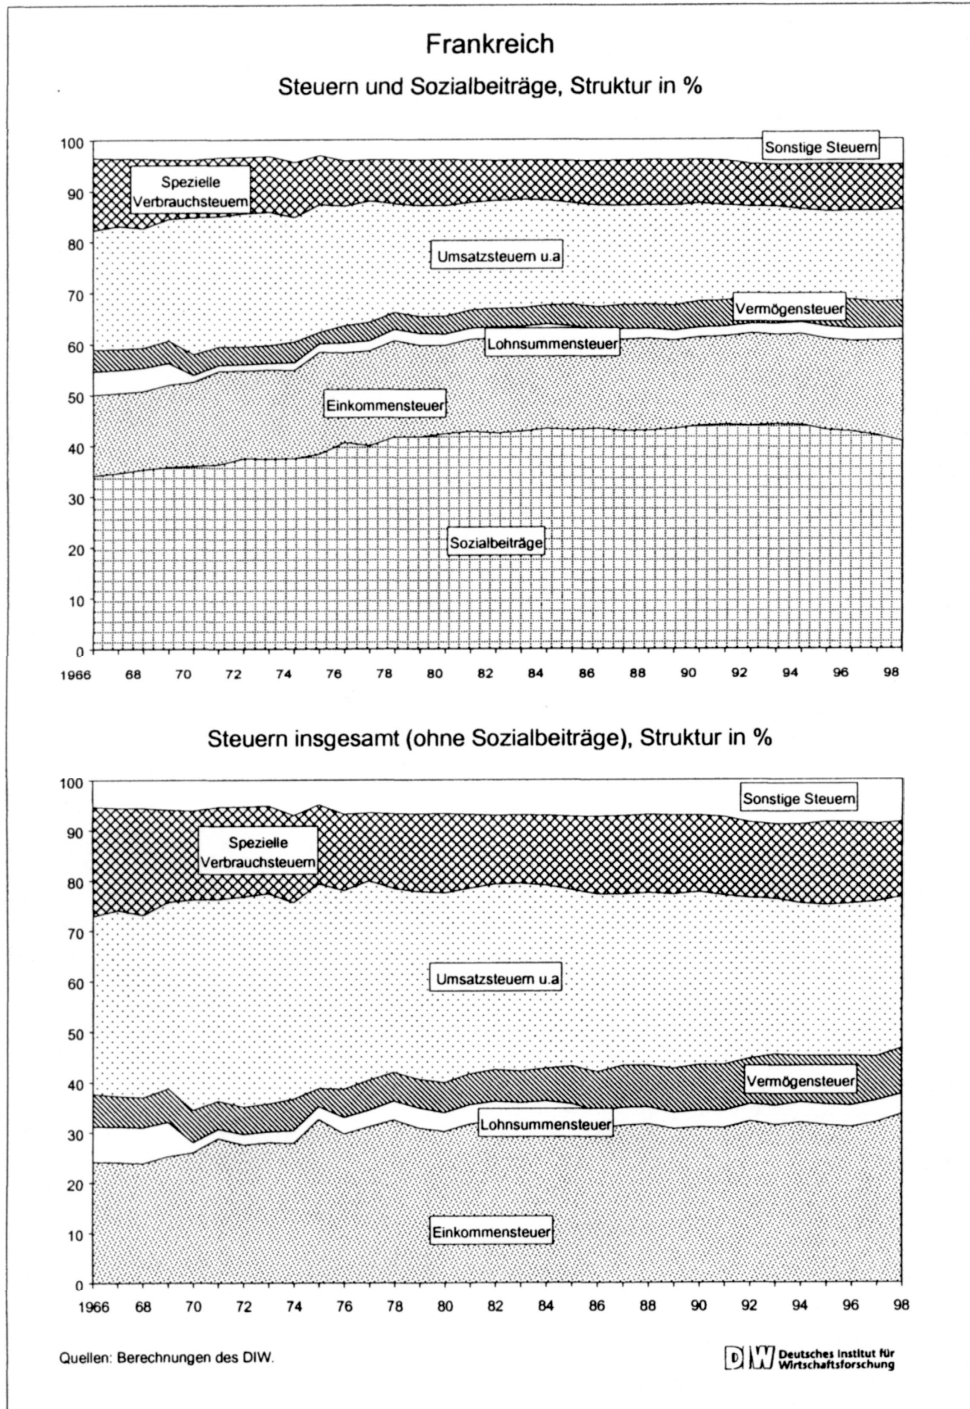 Frankreich
Steuern und Sozialbeiträge, Struktur in %
100
90
80
70
60
50
40
30
20
10
0
Sonstige Steuern
Spezielle
Verbrauchsteuern
Umsatzsteuern u.a
Vermögensteuer
Lohnsummensteuer
Einkommensteuer
Sozialbeiträge
1966 68 70 72 74 76 78 80 82 84 86 88 90 92 94 96 98
Steuern insgesamt (ohne Sozialbeiträge), Struktur in %
100
90
80
70
60
50
40
30
20
10
0
Sonstige Steuern
Spezielle
Verbrauchsteuern
Umsatzsteuern u.a
Vermögensteuer
Lohnsummensteuer
Einkommensteuer
1966 68 70 72 74 76 78 80 82 84 86 88 90 92 94 96 98
Quellen: Berechnungen des DIW.
DIW Deutsches Institut für
Wirtschaftsforschung